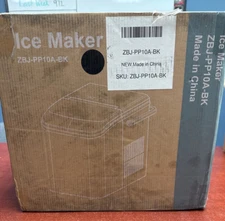 Ice Maker
ZBJ-PP10A-BK
ZBJ-PP10A-BK
NEW Made in China
SKU: ZBJ-PP10A-BK
Ice Maker
ZBJ-PP10A-BK
Made in China